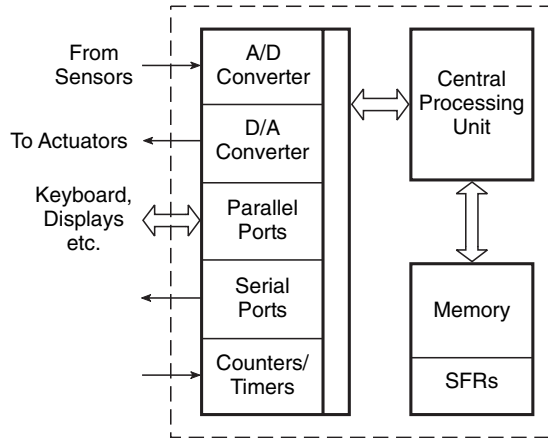 From
Sensors
A/D
Converter
Central
Processing
Unit
To Actuators
D/A
Converter
Keyboard,
Displays
etc.
Parallel
Ports
Serial
Ports
Memory
Counters/
Timers
SFRs